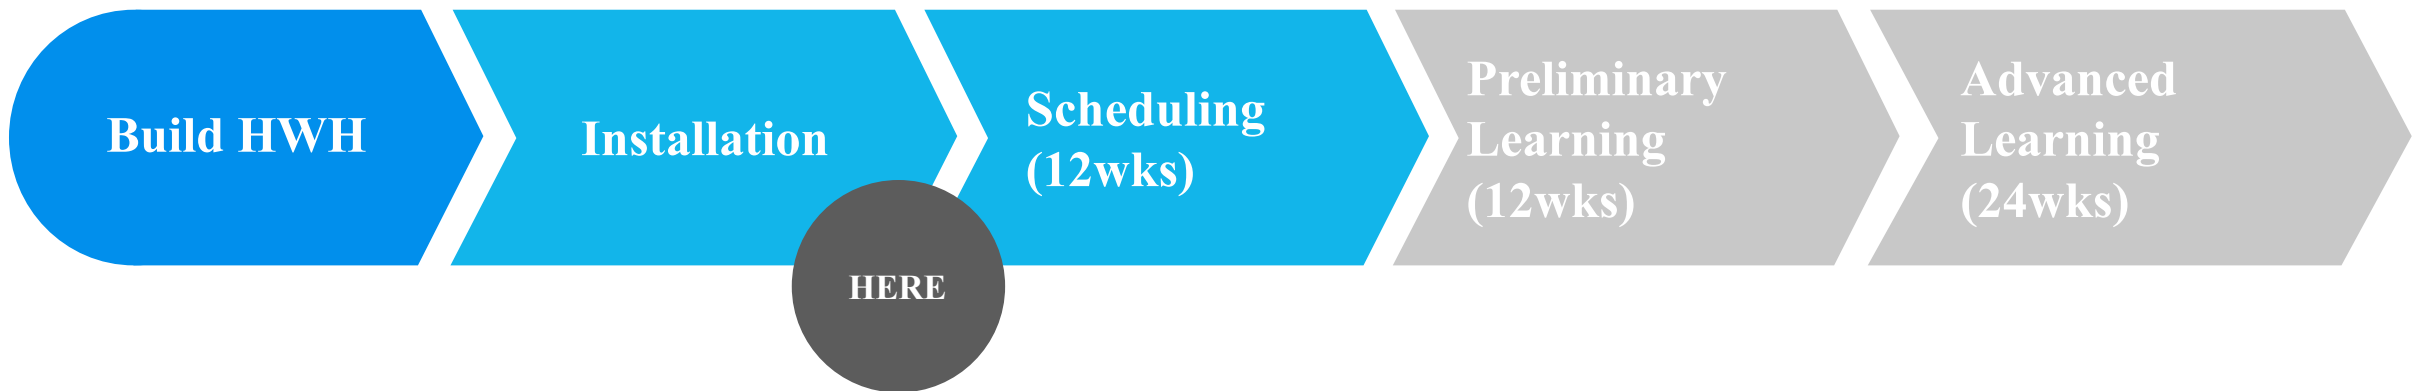 Build HWH
Installation
Scheduling
(12wks)
Preliminary
Learning
(12wks)
Advanced
Learning
(24wks)
HERE